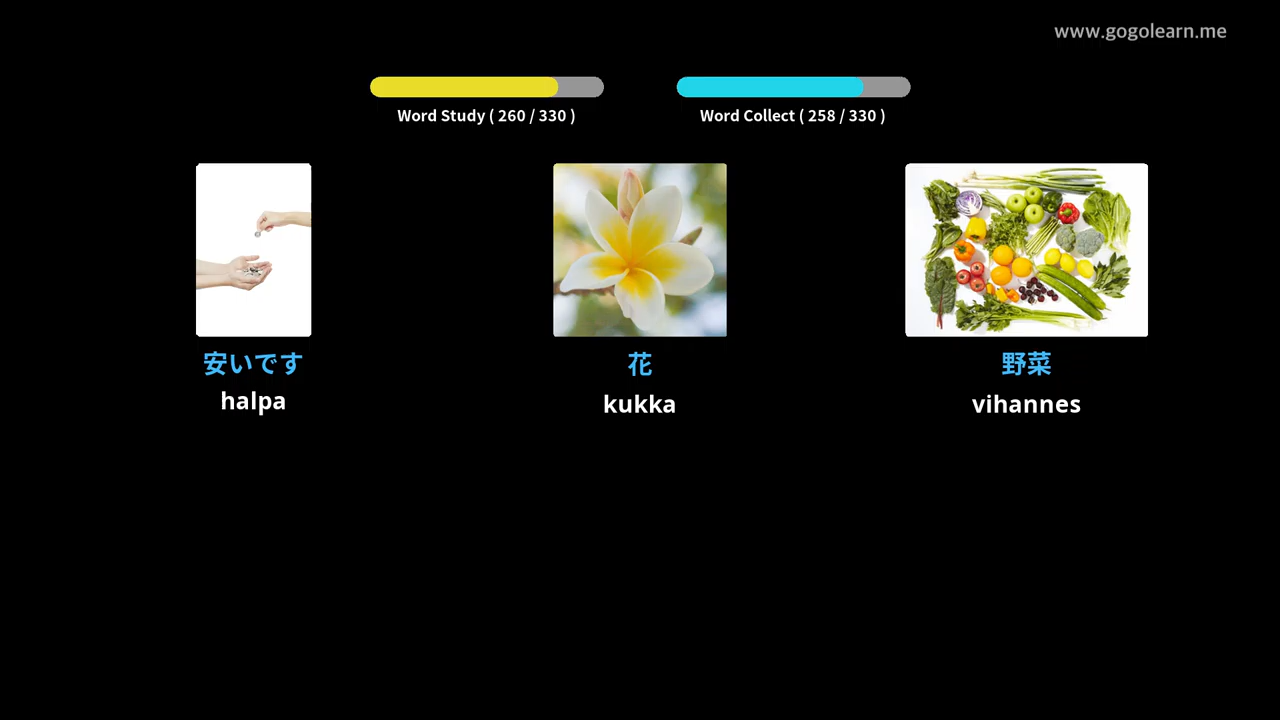 www.gogolearn.me
Word Study ( 260 / 330 )
Word Collect ( 258 / 330 )
安いです
halpa
花
kukka
野菜
vihannes